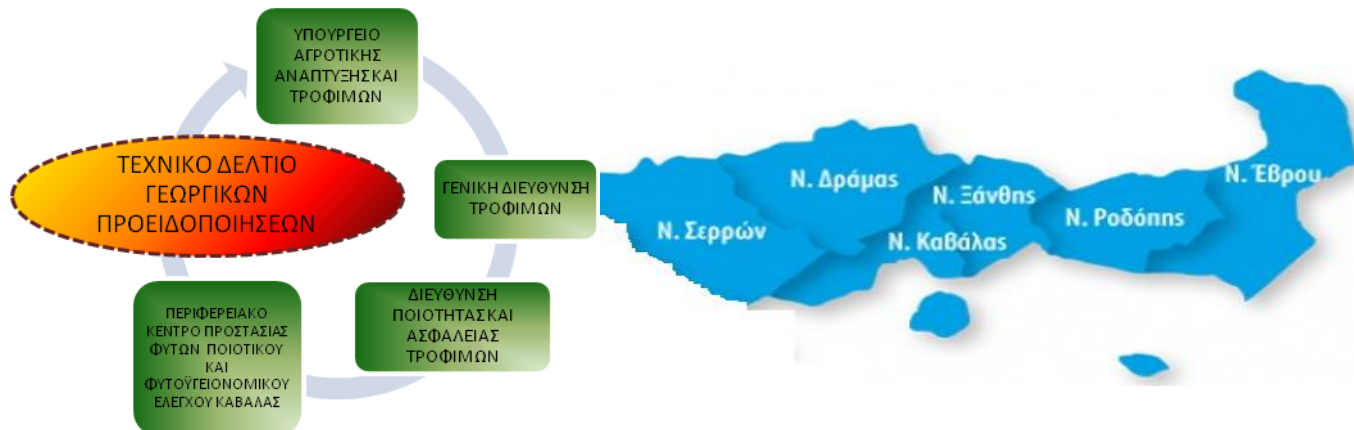 ΥΠΟΥΡΓΕΙΟ
ΑΓΡΟΤΙΚΗΣ
ΑΝΑΠΤΥΞΗΣ ΚΑΙ
ΤΡΟΦΙΜΩΝ
ΤΕΧΝΙΚΟ ΔΕΛΤΙΟ
ΓΕΩΡΓΙΚΩΝ
ΠΡΟΕΙΔΟΠΟΙΗΣΕΩΝ
ΓΕΝΙΚΗ ΔΙΕΥΘΥΝΣΗ
ΤΡΟΦΙΜΩΝ
ΔΙΕΥΘΥΝΣΗ
ΠΟΙΟΤΗΤΑΣ ΚΑΙ
ΑΣΦΑΛΕΙΑΣ
ΤΡΟΦΙΜΩΝ
ΠΕΡΙΦΕΡΕΙΑΚΟ
ΚΕΝΤΡΟ ΠΡΟΣΤΑΣΙΑΣ
ΦΥΤΩΝ ΠΟΙΟΤΙΚΟΥ
ΚΑΙ
ΦΥΤΟΫΓΕΙΟΝΟΜΙΚΟΥ
ΕΛΕΓΧΟΥ ΚΑΒΑΛΑΣ
Ν. Σερρών
Ν. Δράμας
Ν. Ξάνθης
Ν. Καβάλας
Ν. Ροδόπης
Ν. Έβρου